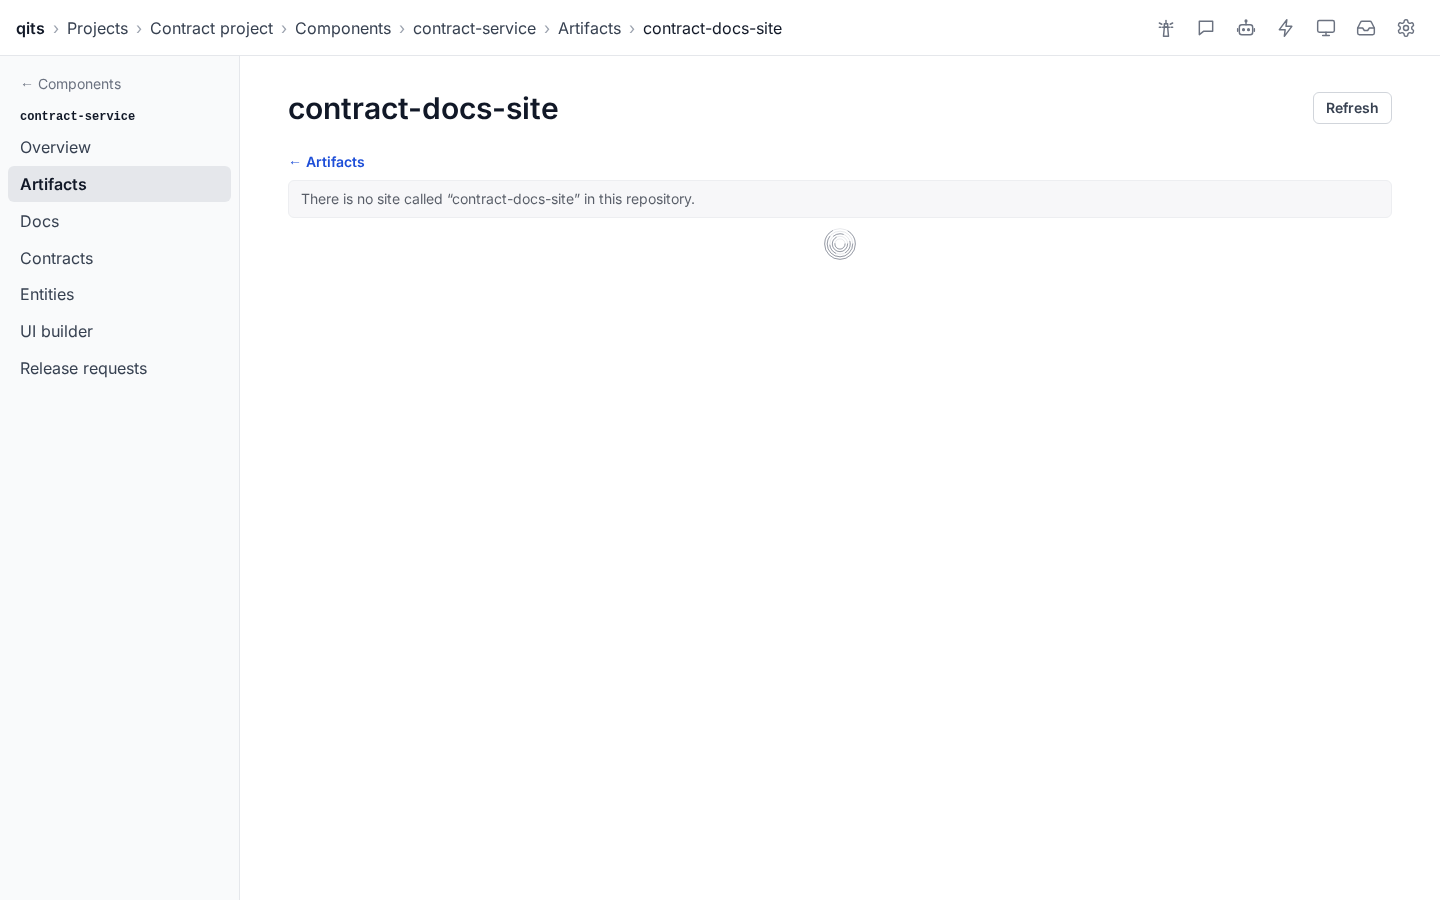 qits › Projects › Contract project › Components › contract-service › Artifacts › contract-docs-site
← Components
contract-service
Overview
Artifacts
Docs
Contracts
Entities
UI builder
Release requests
contract-docs-site
Refresh
← Artifacts
There is no site called “contract-docs-site” in this repository.